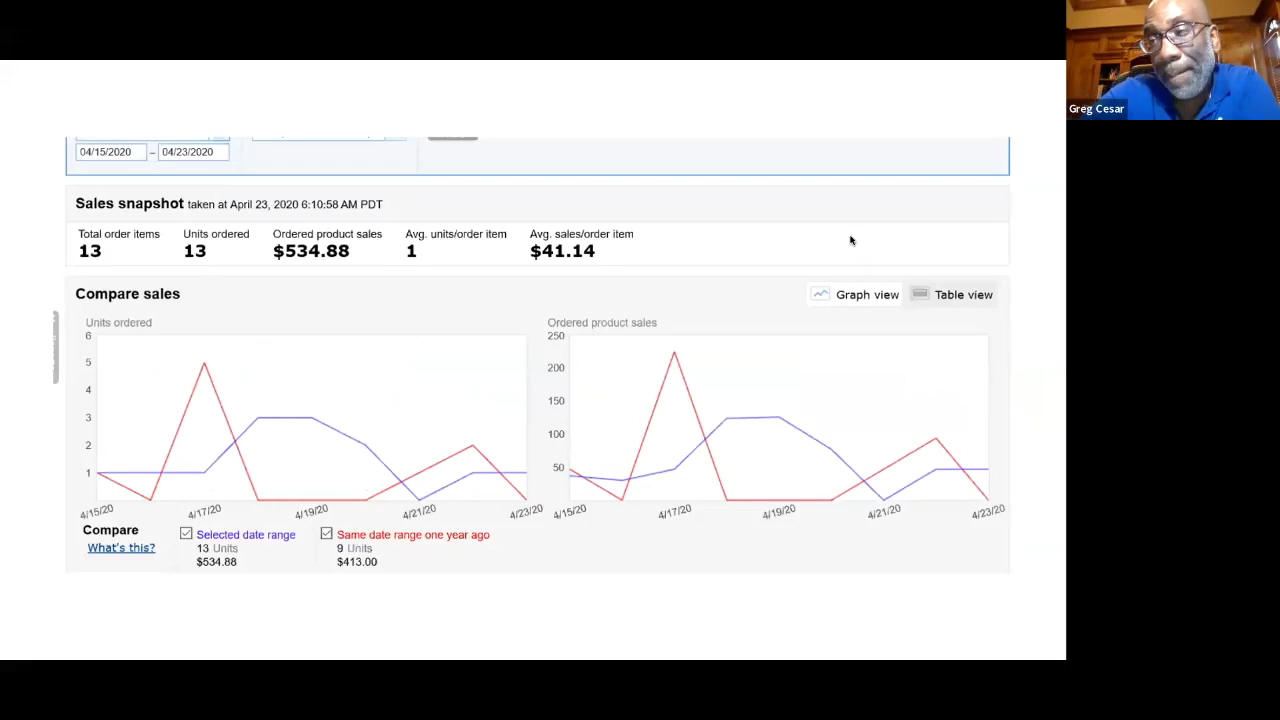 Greg Cesar
04/15/2020 – 04/23/2020
Sales snapshot taken at April 23, 2020 6:10:58 AM PDT
Total order items Units ordered Ordered product sales Avg. units/order item Avg. sales/order item
13 13 $534.88 1 $41.14
Compare sales
Graph view Table view
Units ordered
6
5
4
3
2
1
4/15/20 4/17/20 4/19/20 4/21/20 4/23/20
Ordered product sales
250
200
150
100
50
4/15/20 4/17/20 4/19/20 4/21/20 4/23/20
Compare
What's this?
Selected date range
13 Units
$534.88
Same date range one year ago
9 Units
$413.00